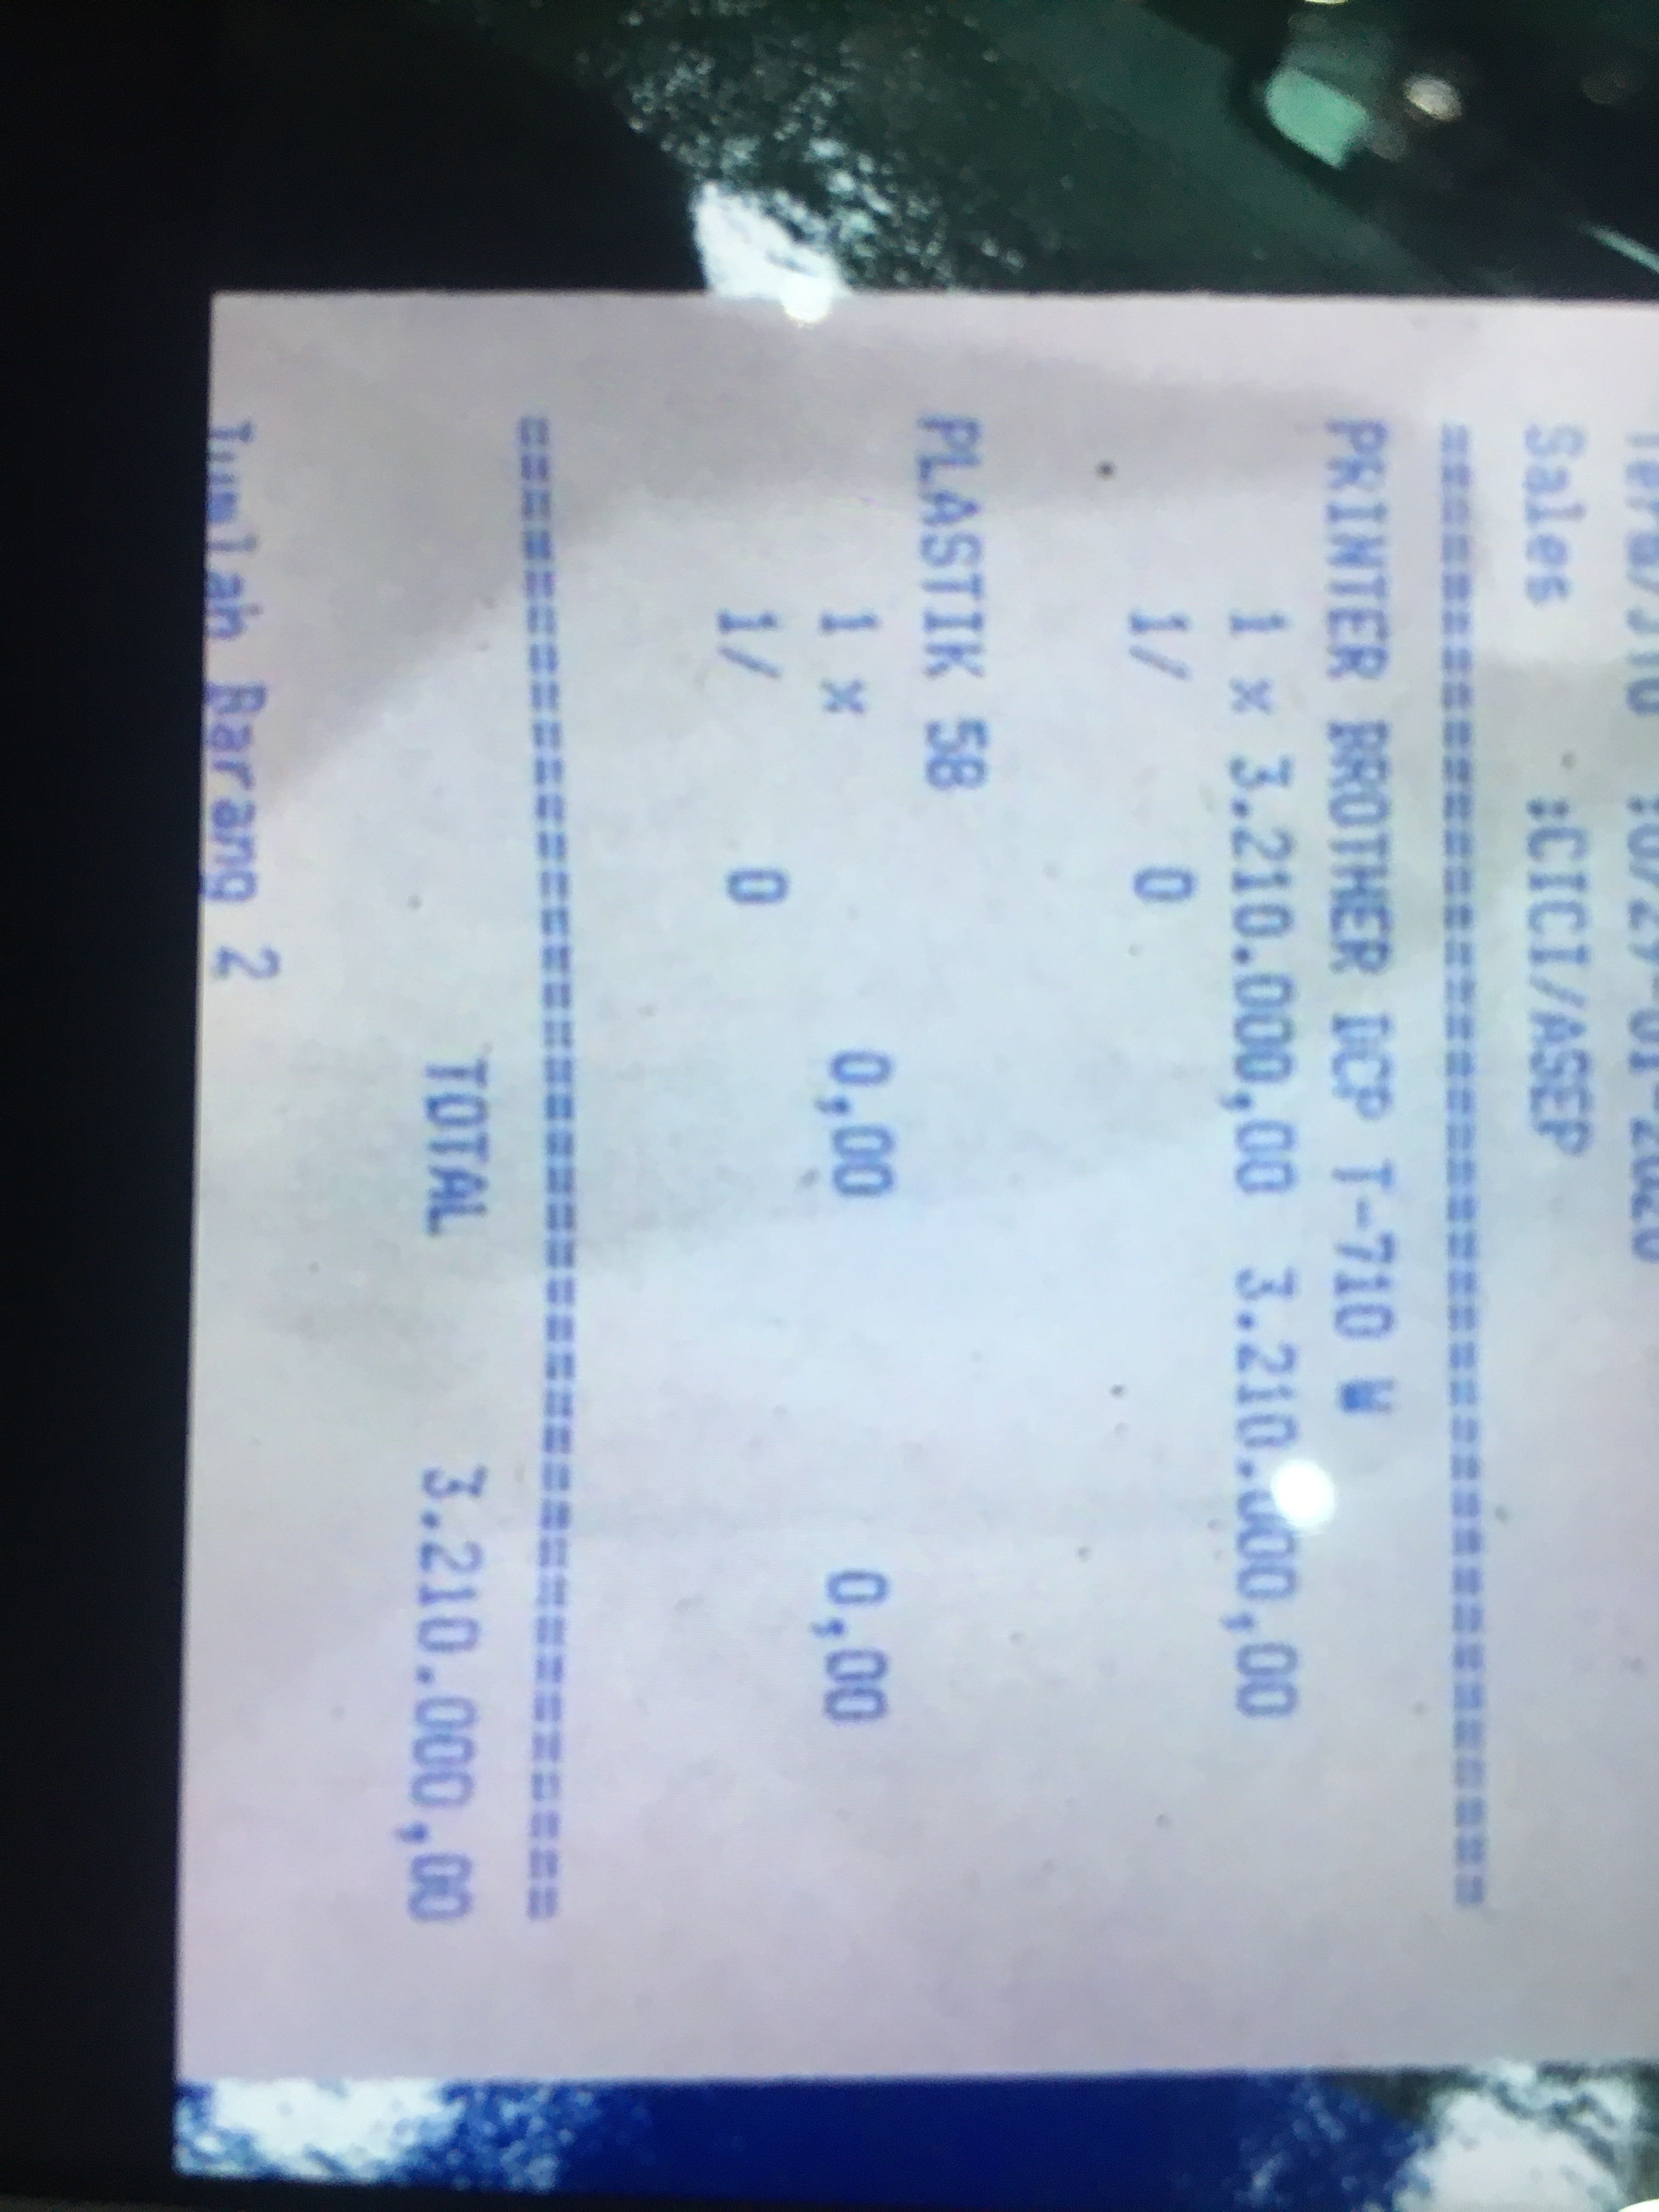 Sales :CICI/ASEP
========================================
PRINTER BROTHER DCP T-710 W
1 x 3.210.000,00 3.210.000,00
1/ 0
PLASTIK 58
1 x 0,00 0,00
1/ 0
========================================
TOTAL 3.210.000,00
Jumlah Barang 2